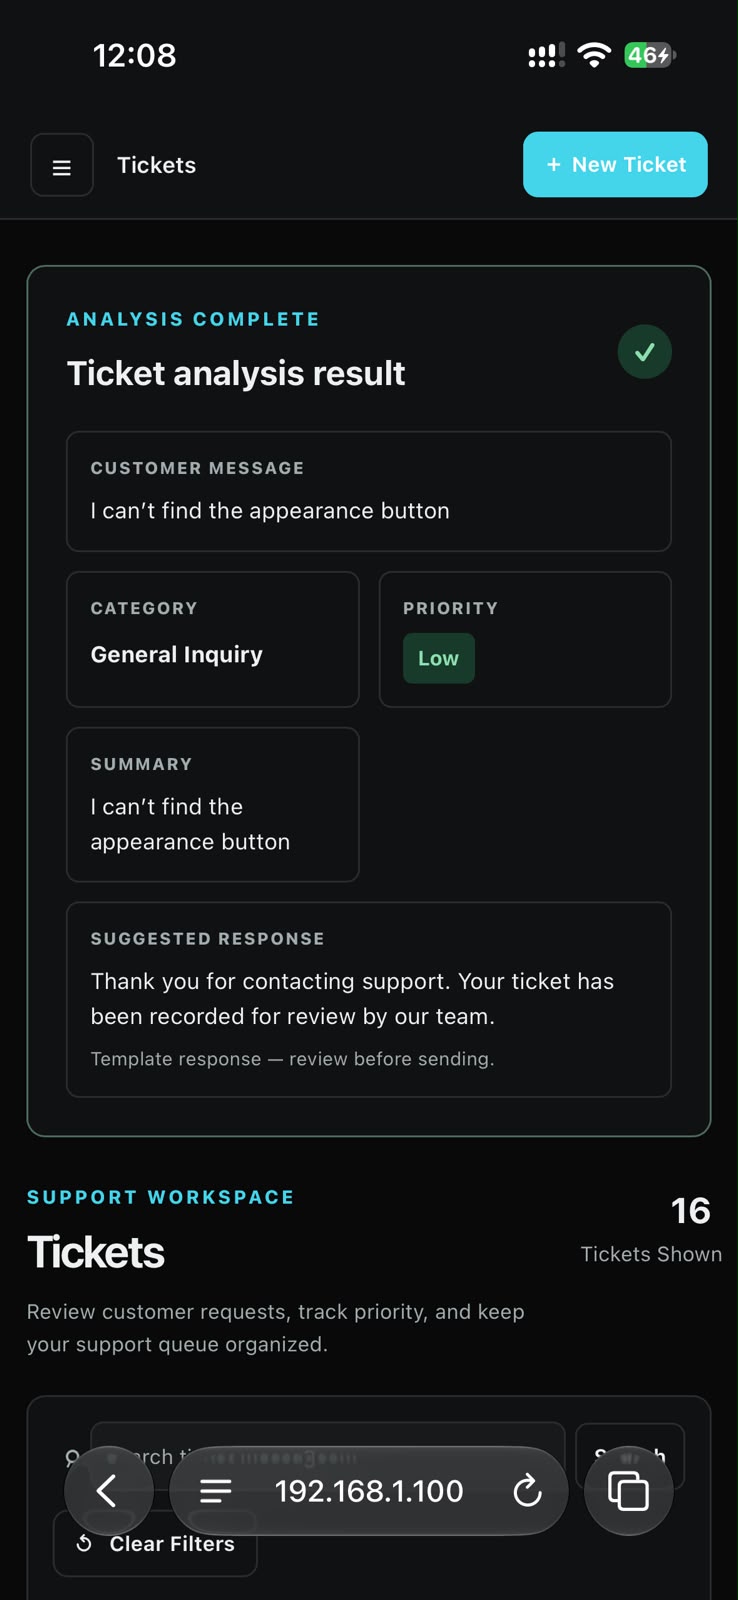 12:08
46
Tickets
+ New Ticket
ANALYSIS COMPLETE
Ticket analysis result
CUSTOMER MESSAGE
I can’t find the appearance button
CATEGORY
General Inquiry
PRIORITY
Low
SUMMARY
I can’t find the
appearance button
SUGGESTED RESPONSE
Thank you for contacting support. Your ticket has
been recorded for review by our team.
Template response — review before sending.
SUPPORT WORKSPACE
16
Tickets
Tickets Shown
Review customer requests, track priority, and keep
your support queue organized.
192.168.1.100
Clear Filters